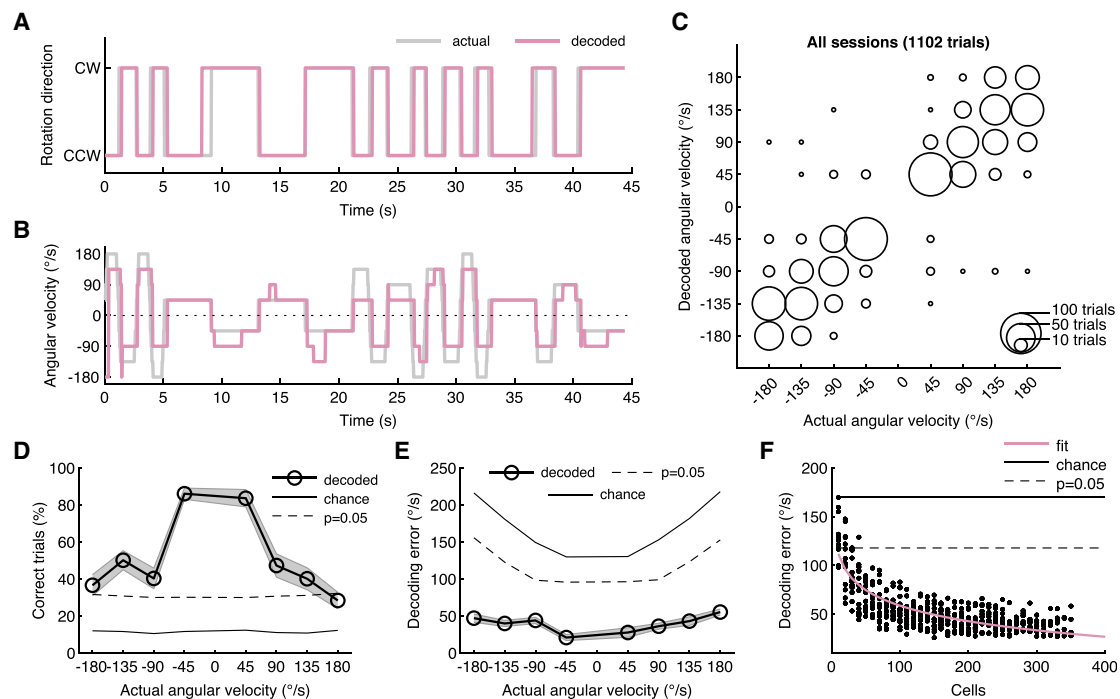 A
actual
decoded
Rotation direction
CW
CCW
0 5 10 15 20 25 30 35 40 45
Time (s)
B
Angular velocity (°/s)
180
90
0
-90
-180
0 5 10 15 20 25 30 35 40 45
Time (s)
C
All sessions (1102 trials)
Decoded angular velocity (°/s)
180
135
90
45
0
-45
-90
-135
-180
100 trials
50 trials
10 trials
-180 -135 -90 -45 0 45 90 135 180
Actual angular velocity (°/s)
D
Correct trials (%)
100
80
60
40
20
0
decoded
chance
p=0.05
-180 -135 -90 -45 0 45 90 135 180
Actual angular velocity (°/s)
E
Decoding error (°/s)
250
200
150
100
50
0
decoded
p=0.05
chance
-180 -135 -90 -45 0 45 90 135 180
Actual angular velocity (°/s)
F
fit
chance
p=0.05
Decoding error (°/s)
200
150
100
50
0 100 200 300 400
Cells